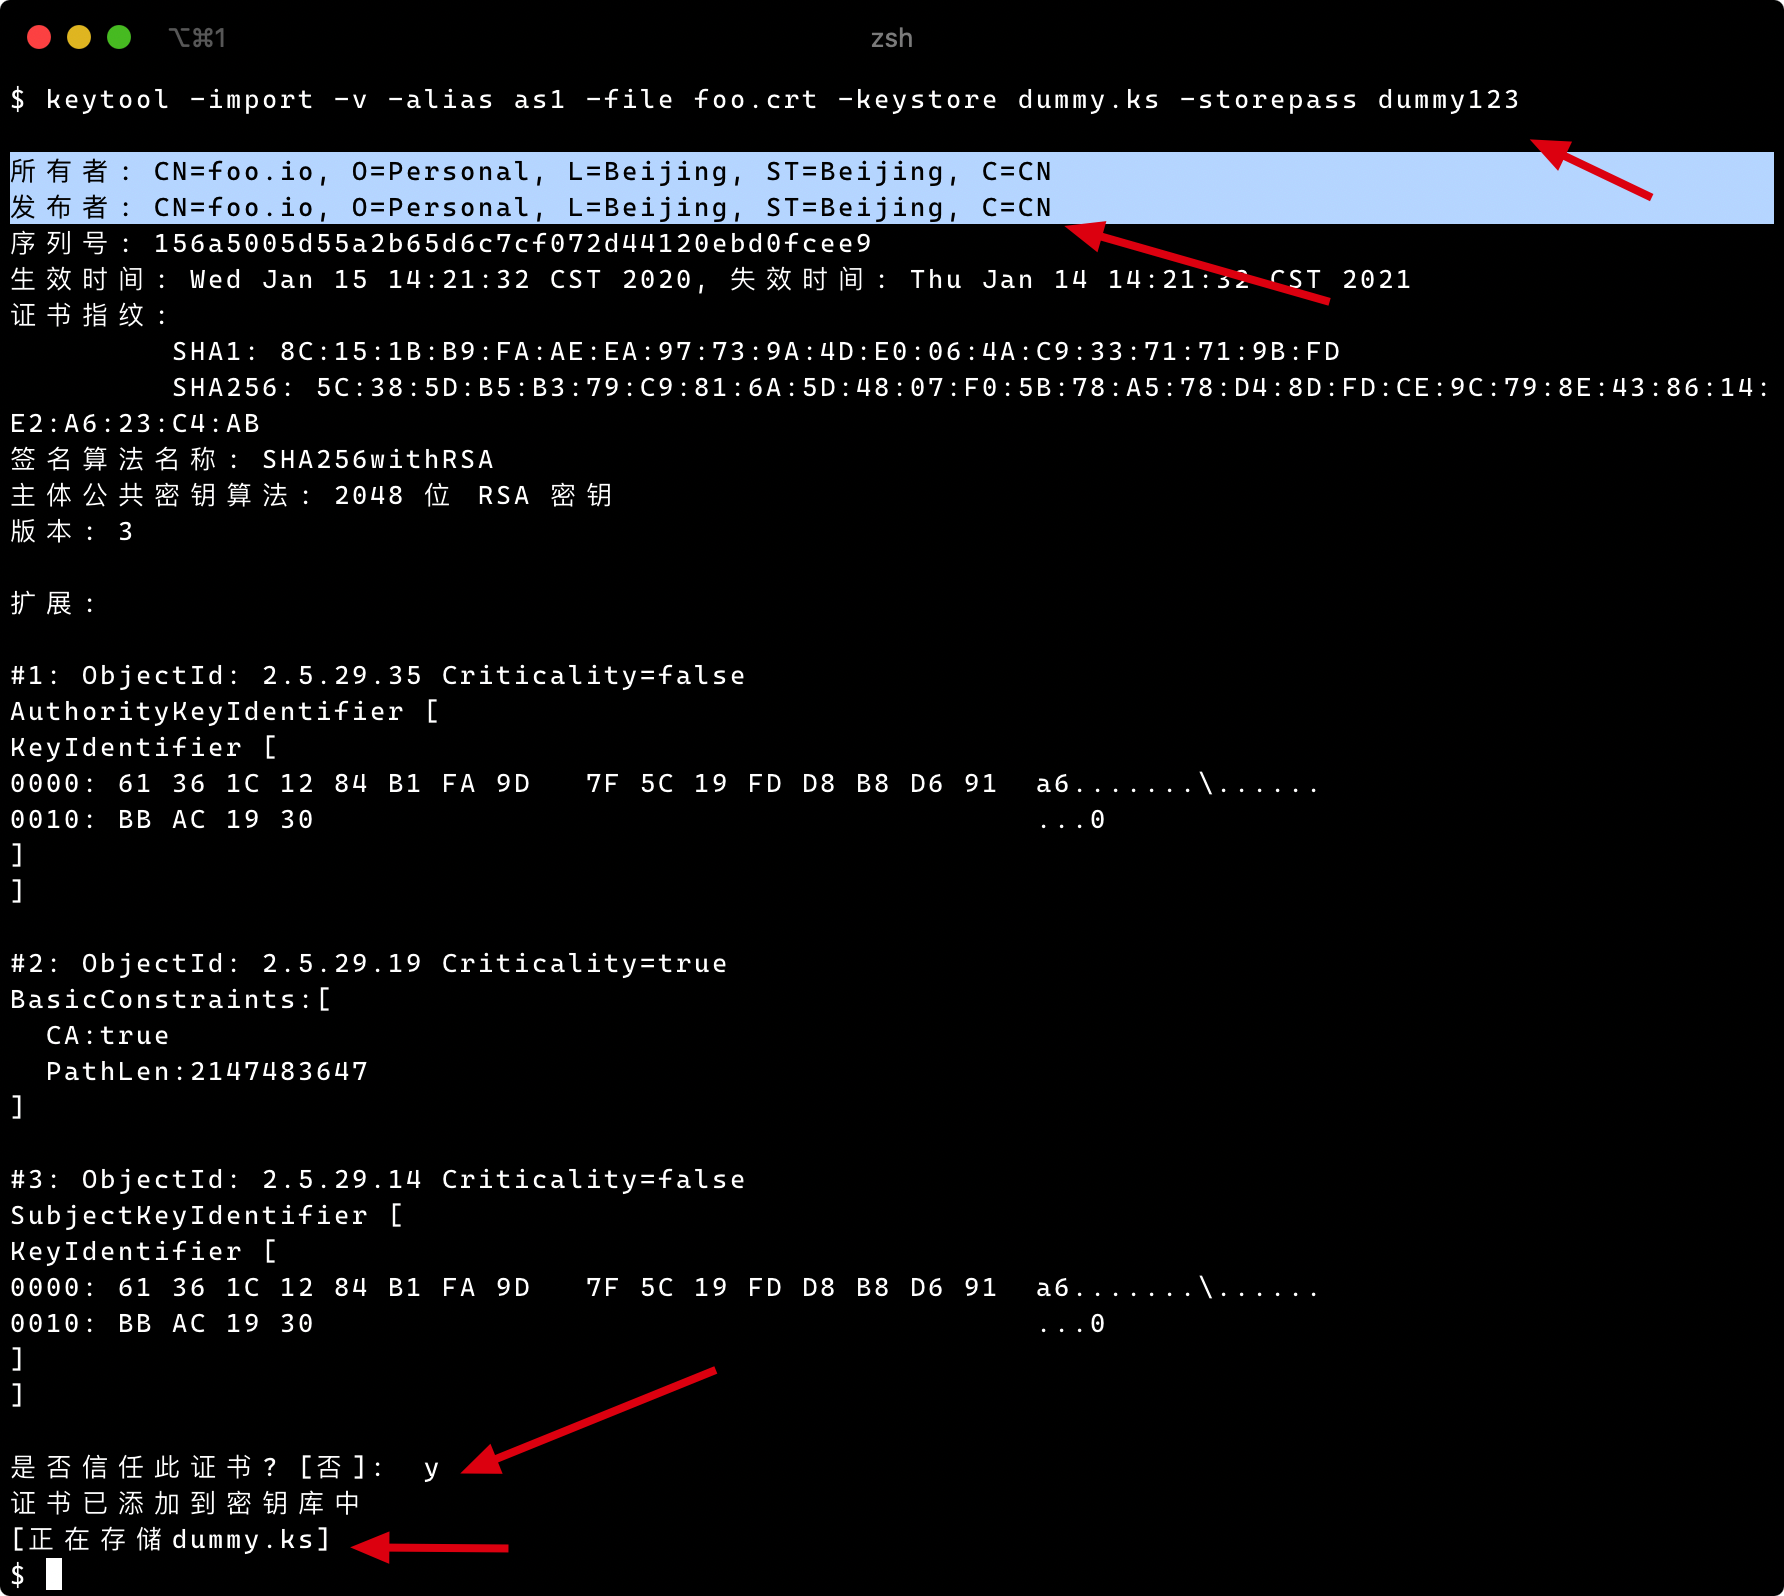 ⌥⌘1
zsh
$ keytool -import -v -alias as1 -file foo.crt -keystore dummy.ks -storepass dummy123
所有者: CN=foo.io, O=Personal, L=Beijing, ST=Beijing, C=CN
发布者: CN=foo.io, O=Personal, L=Beijing, ST=Beijing, C=CN
序列号: 156a5005d55a2b65d6c7cf072d44120ebd0fcee9
生效时间: Wed Jan 15 14:21:32 CST 2020, 失效时间: Thu Jan 14 14:21:32 CST 2021
证书指纹:
         SHA1: 8C:15:1B:B9:FA:AE:EA:97:73:9A:4D:E0:06:4A:C9:33:71:71:9B:FD
         SHA256: 5C:38:5D:B5:B3:79:C9:81:6A:5D:48:07:F0:5B:78:A5:78:D4:8D:FD:CE:9C:79:8E:43:86:14:
E2:A6:23:C4:AB
签名算法名称: SHA256withRSA
主体公共密钥算法: 2048 位 RSA 密钥
版本: 3
扩展:
#1: ObjectId: 2.5.29.35 Criticality=false
AuthorityKeyIdentifier [
KeyIdentifier [
0000: 61 36 1C 12 84 B1 FA 9D   7F 5C 19 FD D8 B8 D6 91  a6.......\......
0010: BB AC 19 30                                        ...0
]
]
#2: ObjectId: 2.5.29.19 Criticality=true
BasicConstraints:[
  CA:true
  PathLen:2147483647
]
#3: ObjectId: 2.5.29.14 Criticality=false
SubjectKeyIdentifier [
KeyIdentifier [
0000: 61 36 1C 12 84 B1 FA 9D   7F 5C 19 FD D8 B8 D6 91  a6.......\......
0010: BB AC 19 30                                        ...0
]
]
是否信任此证书? [否]:  y
证书已添加到密钥库中
[正在存储dummy.ks]
$